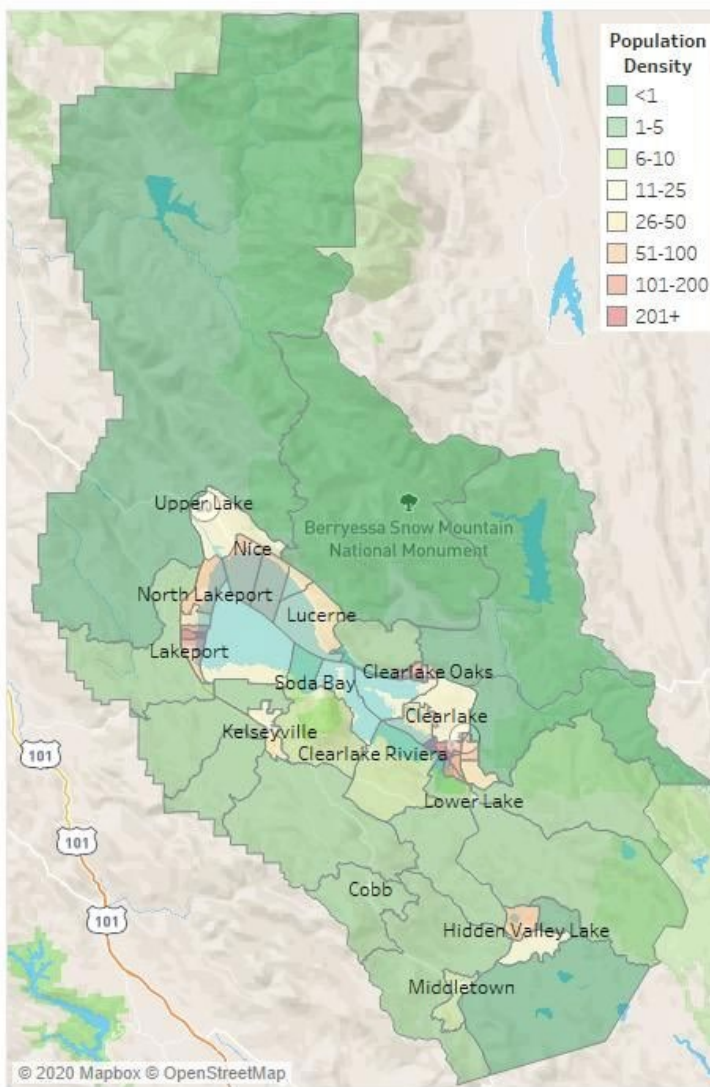 Population
Density
<1
1-5
6-10
11-25
26-50
51-100
101-200
201+
Upper Lake
Berryessa Snow Mountain
National Monument
Nice
North Lakeport
Lucerne
Lakeport
Clearlake Oaks
Soda Bay
Clearlake
Kelseyville
Clearlake Riviera
101
Lower Lake
101
Cobb
101
Hidden Valley Lake
Middletown
© 2020 Mapbox © OpenStreetMap